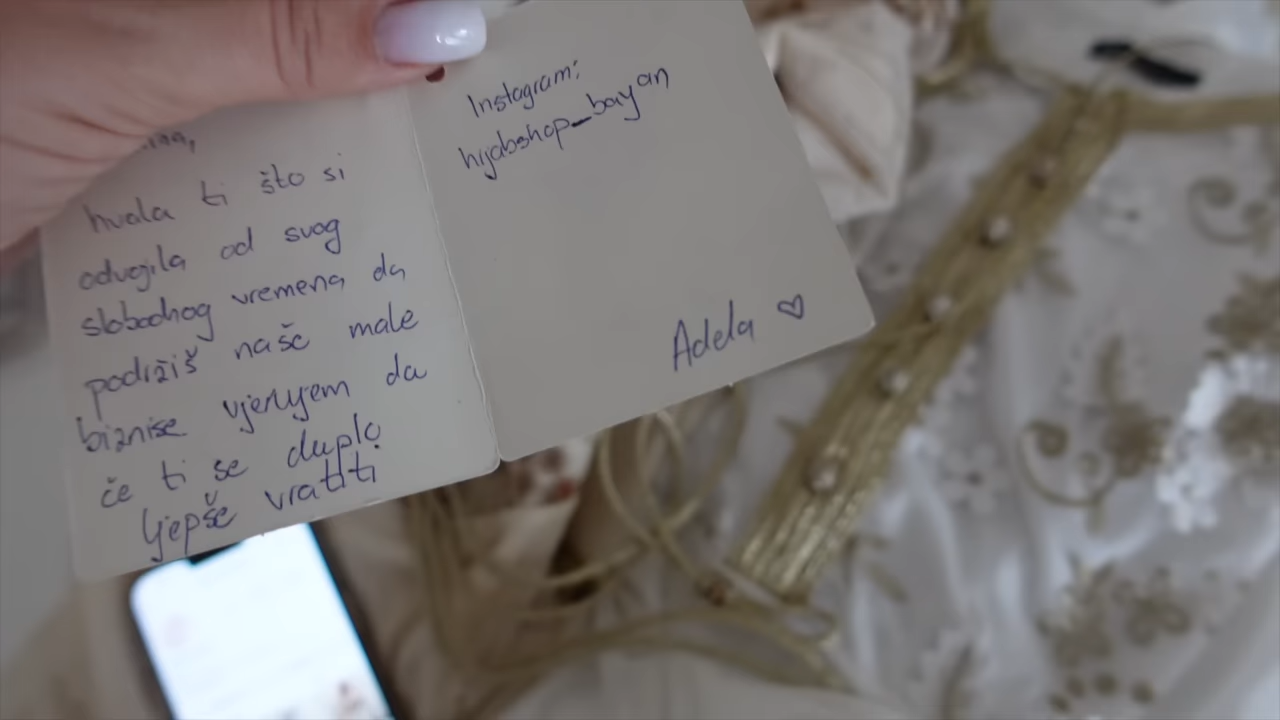 hvala ti što si
odvojila od svog
slobodnog vremena da
podržiš naše male
biznise vjerujem da
će ti se duplo
ljepše vratiti
Instagram:
hijabshop_bayan
Adela ♡